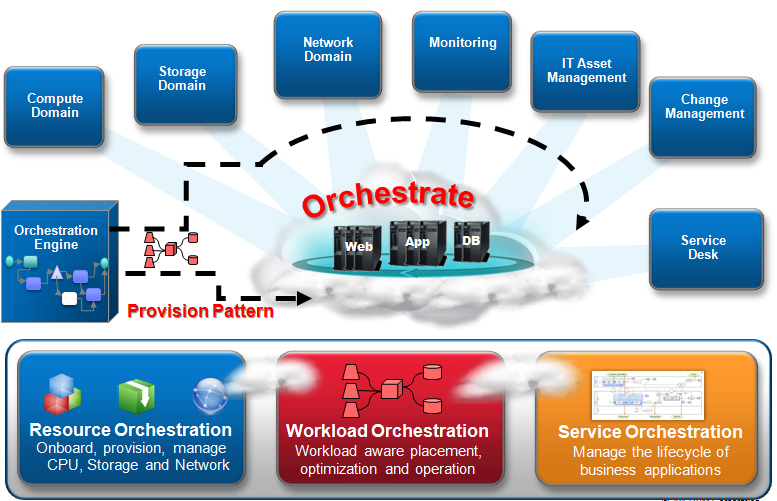 Network
Domain
Monitoring
Storage
Domain
IT Asset
Management
Compute
Domain
Change
Management
Orchestrate
Orchestration
Engine
Web
App
DB
Service
Desk
Provision Pattern
Resource Orchestration
Onboard, provision, manage
CPU, Storage and Network
Workload Orchestration
Workload aware placement,
optimization and operation
Service Orchestration
Manage the lifecycle of
business applications